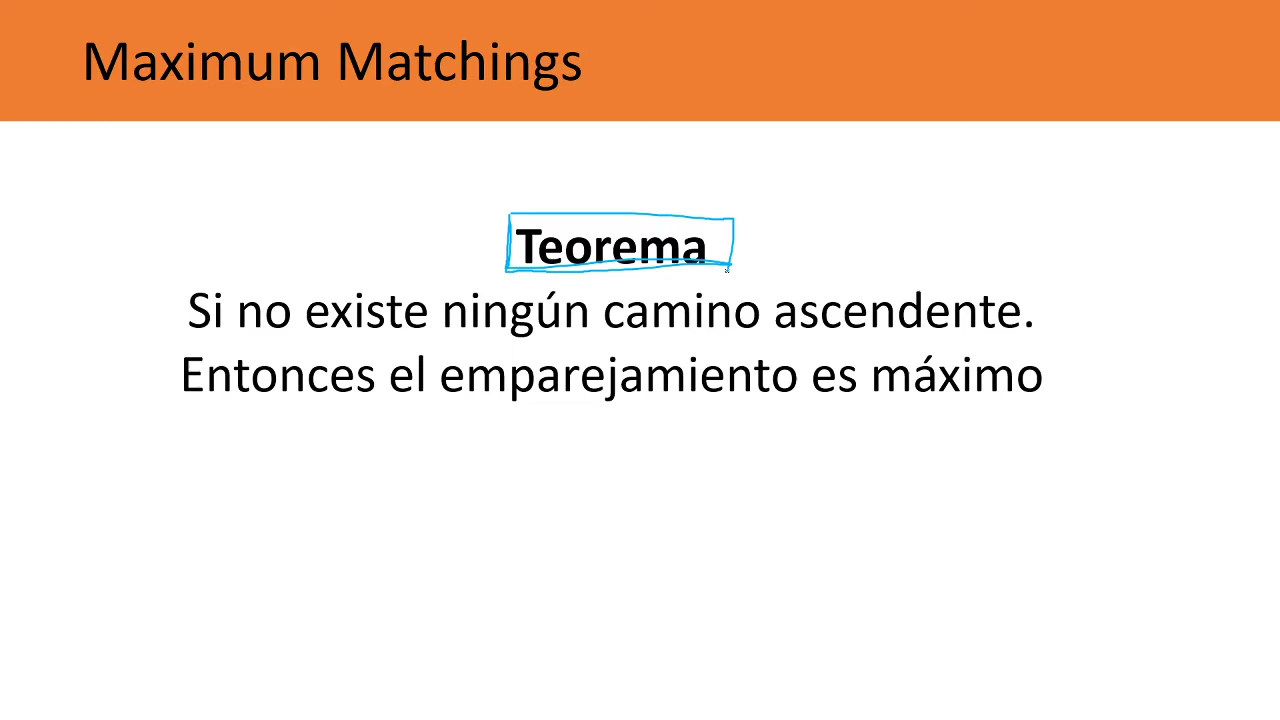 Maximum Matchings
Teorema
Si no existe ningún camino ascendente.
Entonces el emparejamiento es máximo